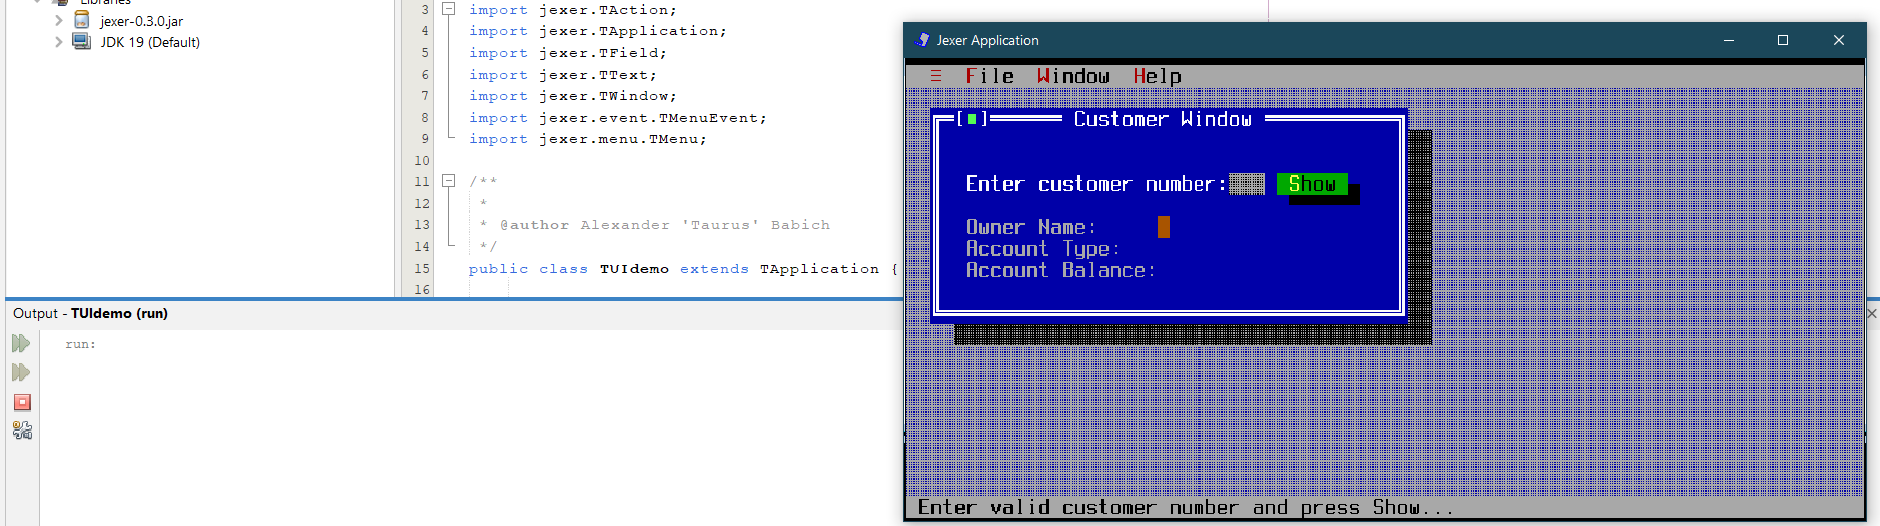 Libraries
jexer-0.3.0.jar
JDK 19 (Default)
3 import jexer.TAction;
4 import jexer.TApplication;
5 import jexer.TField;
6 import jexer.TText;
7 import jexer.TWindow;
8 import jexer.event.TMenuEvent;
9 import jexer.menu.TMenu;
10
11 /**
12 *
13 * @author Alexander 'Taurus' Babich
14 */
15 public class TUIdemo extends TApplication {
16
Output - TUIdemo (run)
run:
Jexer Application
≡ File Window Help
[■] Customer Window
Enter customer number: Show
Owner Name:
Account Type:
Account Balance:
Enter valid customer number and press Show...